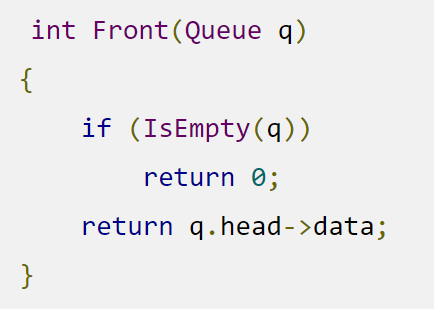 int Front(Queue q)
{
    if (IsEmpty(q))
        return 0;
    return q.head->data;
}